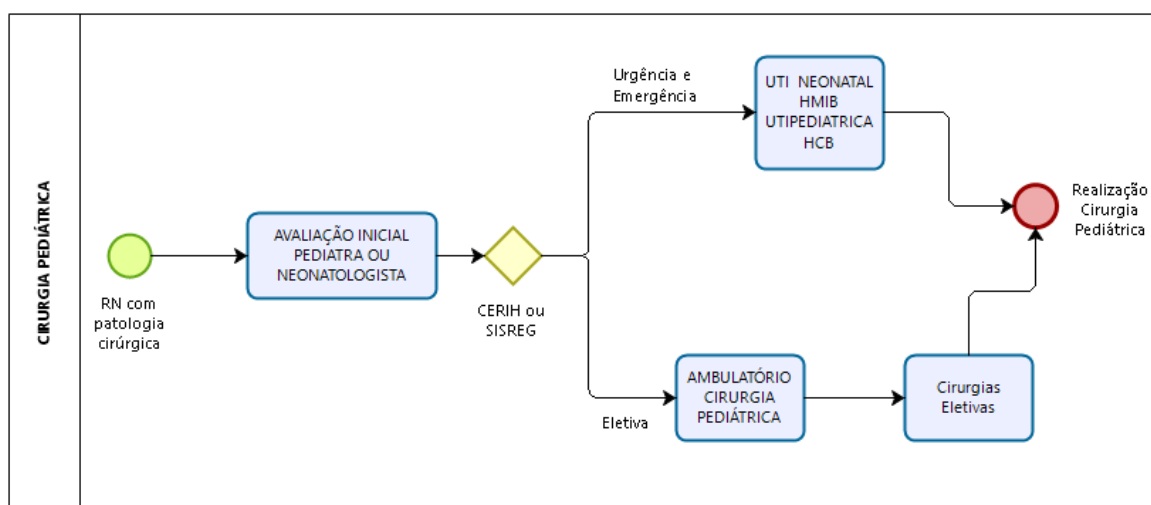 CIRURGIA PEDIÁTRICA
RN com
patologia
cirúrgica
AVALIAÇÃO INICIAL
PEDIATRA OU
NEONATOLOGISTA
CERIH ou
SISREG
Urgência e
Emergência
UTI  NEONATAL
HMIB
UTIPEDIATRICA
HCB
Eletiva
AMBULATÓRIO
CIRURGIA
PEDIÁTRICA
Cirurgias
Eletivas
Realização
Cirurgia
Pediátrica